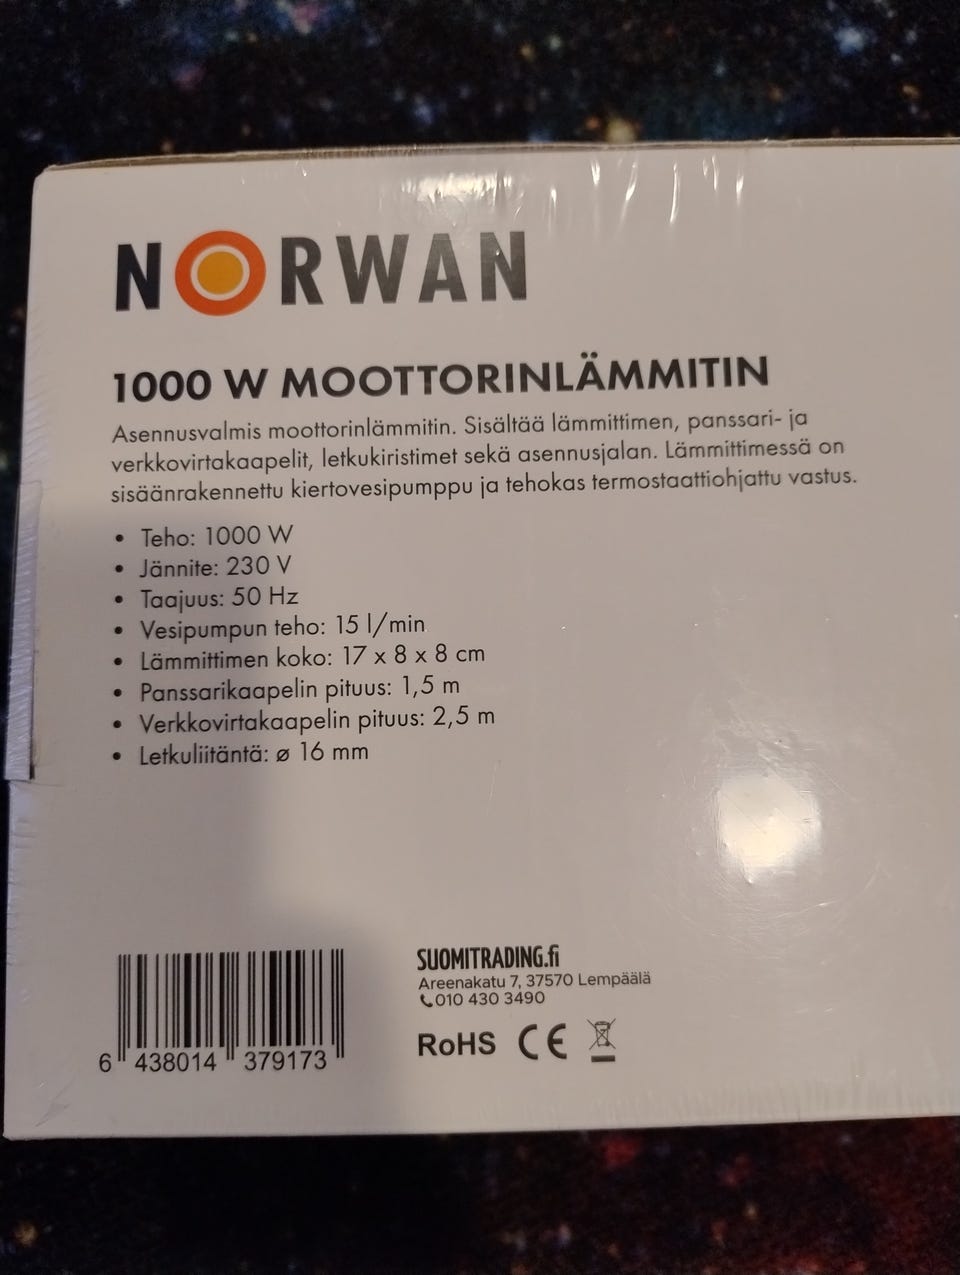 NORWAN
1000 W MOOTTORINLÄMMITIN
Asennusvalmis moottorinlämmitin. Sisältää lämmittimen, panssari- ja
verkkovirtakaapelit, letkukiristimet sekä asennusjalan. Lämmittimessä on
sisäänrakennettu kiertovesipumppu ja tehokas termostaattiohjattu vastus.
• Teho: 1000 W
• Jännite: 230 V
• Taajuus: 50 Hz
• Vesipumpun teho: 15 l/min
• Lämmittimen koko: 17 x 8 x 8 cm
• Panssarikaapelin pituus: 1,5 m
• Verkkovirtakaapelin pituus: 2,5 m
• Letkuliitäntä: ø 16 mm
SUOMITRADING.fi
Areenakatu 7, 37570 Lempäälä
010 430 3490
RoHS CE
6 438014 379173